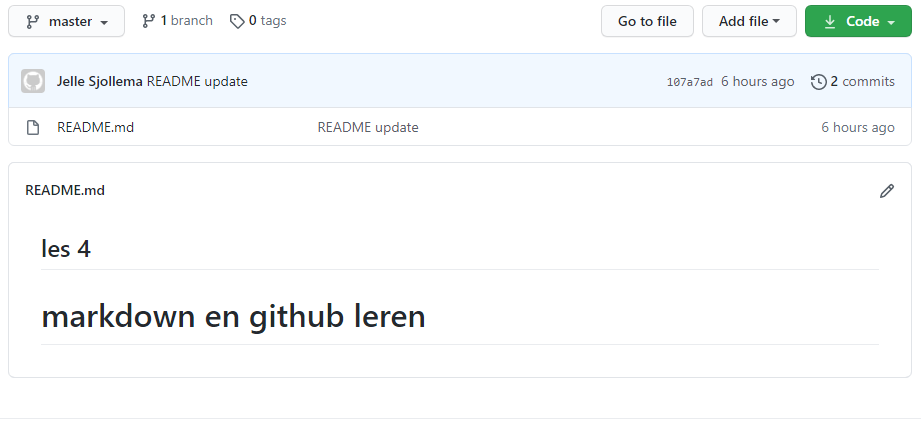 master 1 branch 0 tags Go to file Add file Code
Jelle Sjollema README update 107a7ad 6 hours ago 2 commits
README.md README update 6 hours ago
README.md
les 4
markdown en github leren